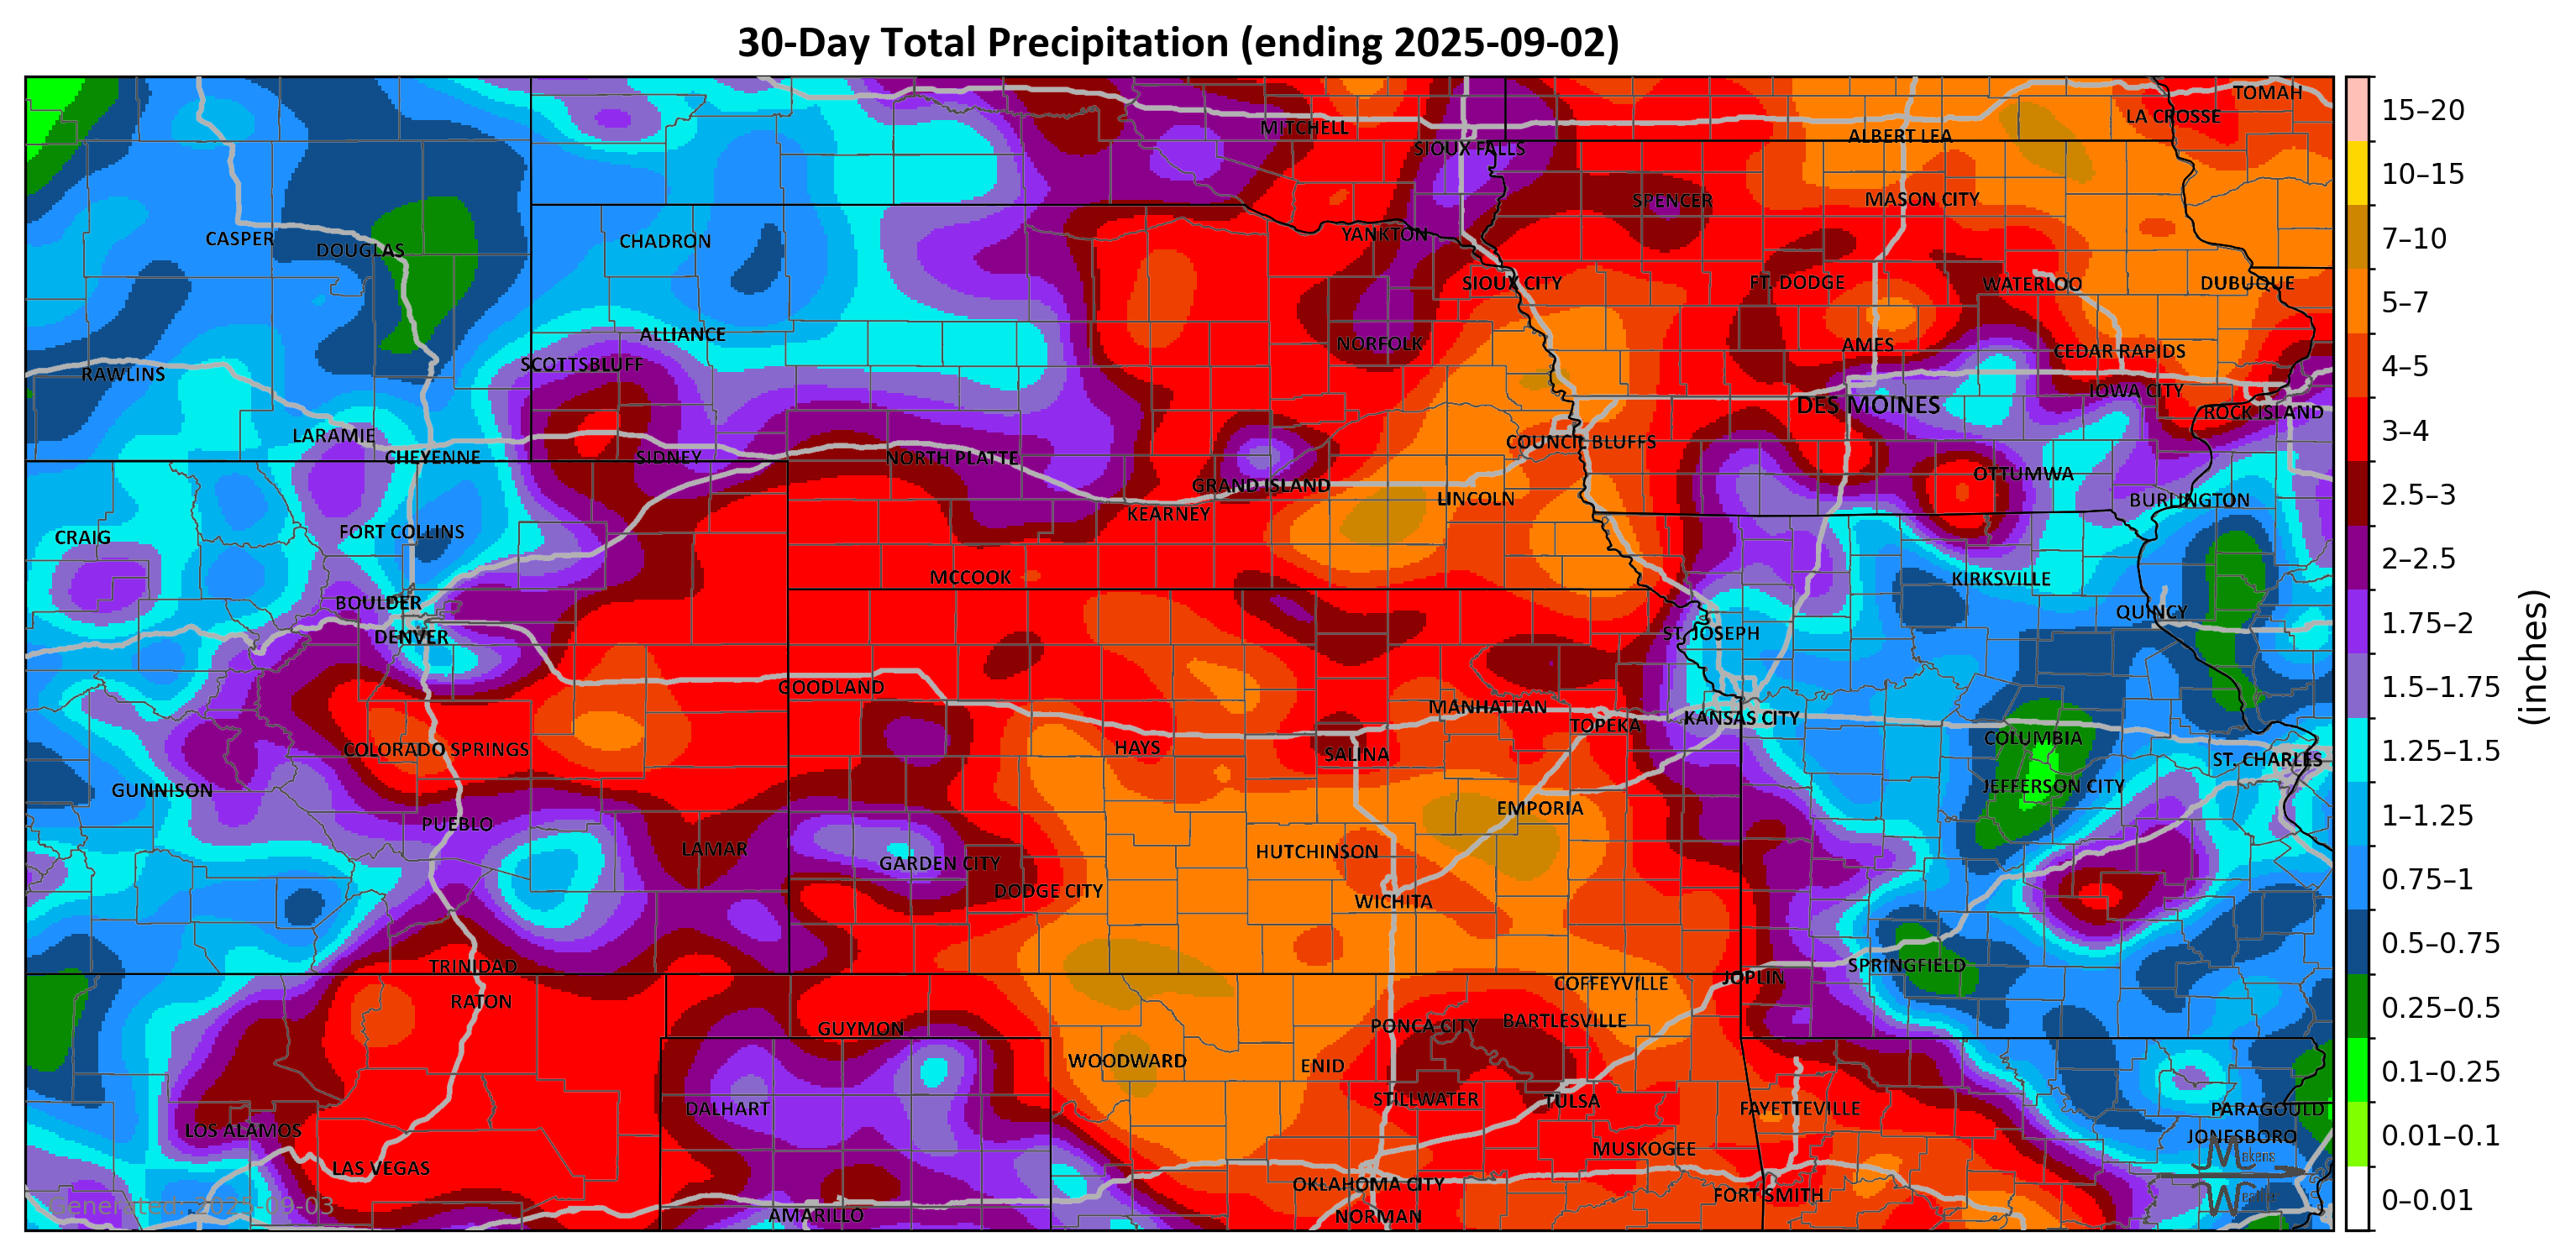 30-Day Total Precipitation (ending 2025-09-02)
TOMAH
LA CROSSE
MITCHELL
ALBERT LEA
SIOUX FALLS
SPENCER
MASON CITY
YANKTON
CASPER
CHADRON
DOUGLAS
SIOUX CITY
FT. DODGE
WATERLOO
DUBUQUE
ALLIANCE
NORFOLK
AMES
CEDAR RAPIDS
SCOTTSBLUFF
RAWLINS
IOWA CITY
DES MOINES
ROCK ISLAND
LARAMIE
COUNCIL BLUFFS
CHEYENNE
SIDNEY
NORTH PLATTE
OTTUMWA
GRAND ISLAND
LINCOLN
BURLINGTON
KEARNEY
FORT COLLINS
CRAIG
MCCOOK
KIRKSVILLE
BOULDER
QUINCY
DENVER
ST. JOSEPH
GOODLAND
MANHATTAN
KANSAS CITY
TOPEKA
COLUMBIA
COLORADO SPRINGS
HAYS
SALINA
ST. CHARLES
GUNNISON
JEFFERSON CITY
EMPORIA
PUEBLO
LAMAR
HUTCHINSON
GARDEN CITY
DODGE CITY
WICHITA
TRINIDAD
SPRINGFIELD
JOPLIN
COFFEYVILLE
RATON
GUYMON
PONCA CITY
BARTLESVILLE
WOODWARD
ENID
STILLWATER
TULSA
DALHART
FAYETTEVILLE
PARAGOULD
LOS ALAMOS
JONESBORO
MUSKOGEE
LAS VEGAS
OKLAHOMA CITY
FORT SMITH
AMARILLO
NORMAN
Generated: 2025-09-03
Makens
15–20
10–15
7–10
5–7
4–5
3–4
2.5–3
2–2.5
1.75–2
1.5–1.75
1.25–1.5
1–1.25
0.75–1
0.5–0.75
0.25–0.5
0.1–0.25
0.01–0.1
0–0.01
(inches)